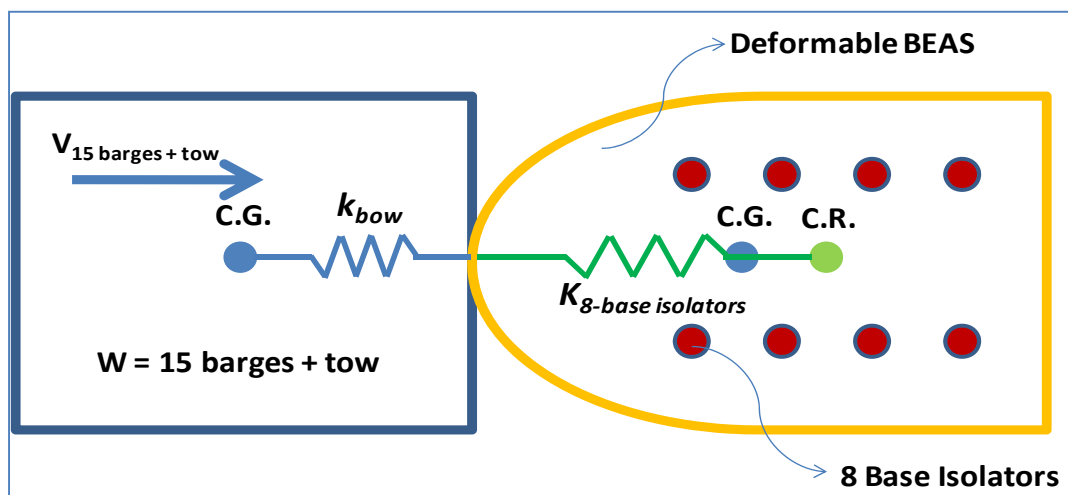 Deformable BEAS
V15 barges + tow
C.G.
kbow
C.G.
C.R.
K8-base isolators
W = 15 barges + tow
8 Base Isolators